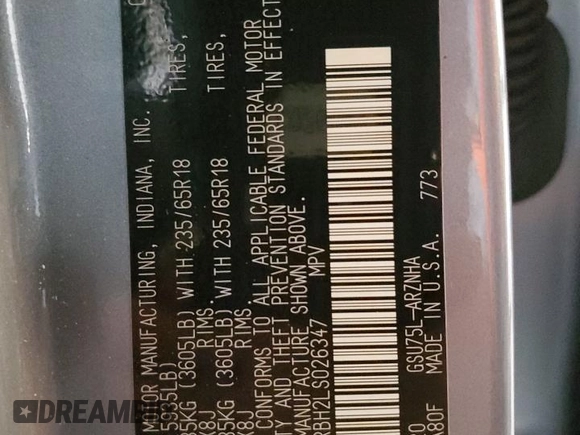 MOTOR MANUFACTURING, INDIANA, INC.
5935LB)
35KG (3605LB) WITH 235/65R18 TIRES,
X8J RIMS.
35KG (3605LB) WITH 235/65R18 TIRES,
X8J RIMS.
CONFORMS TO ALL APPLICABLE FEDERAL MOTOR
TY AND THEFT PREVENTION STANDARDS IN EFFECT
MANUFACTURE SHOWN ABOVE.
RBH2LS026347 MPV
GSU75L-ARZNHA
A80F MADE IN U.S.A. 773
DREAMBID